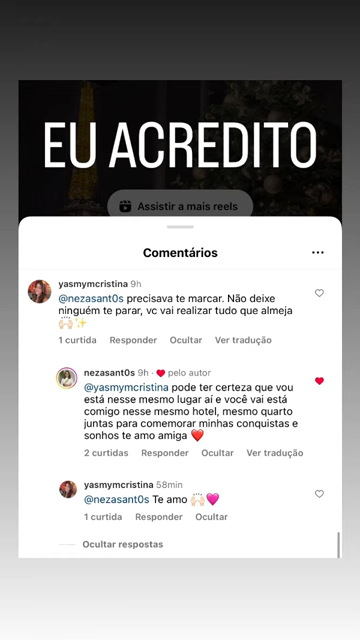 EU ACREDITO
Assistir a mais reels
Comentários
yasmymcristina 9h
@nezasant0s precisava te marcar. Não deixe
ninguém te parar, vc vai realizar tudo que almeja
🙌🏻✨
1 curtida Responder Ocultar Ver tradução
nezasant0s 9h · ❤️ pelo autor
@yasmymcristina pode ter certeza que vou
está nesse mesmo lugar aí e você vai está
comigo nesse mesmo hotel, mesmo quarto
juntas para comemorar minhas conquistas e
sonhos te amo amiga ❤️
2 curtidas Responder Ocultar Ver tradução
yasmymcristina 58min
@nezasant0s Te amo 🙌🏻💗
1 curtida Responder Ocultar
Ocultar respostas